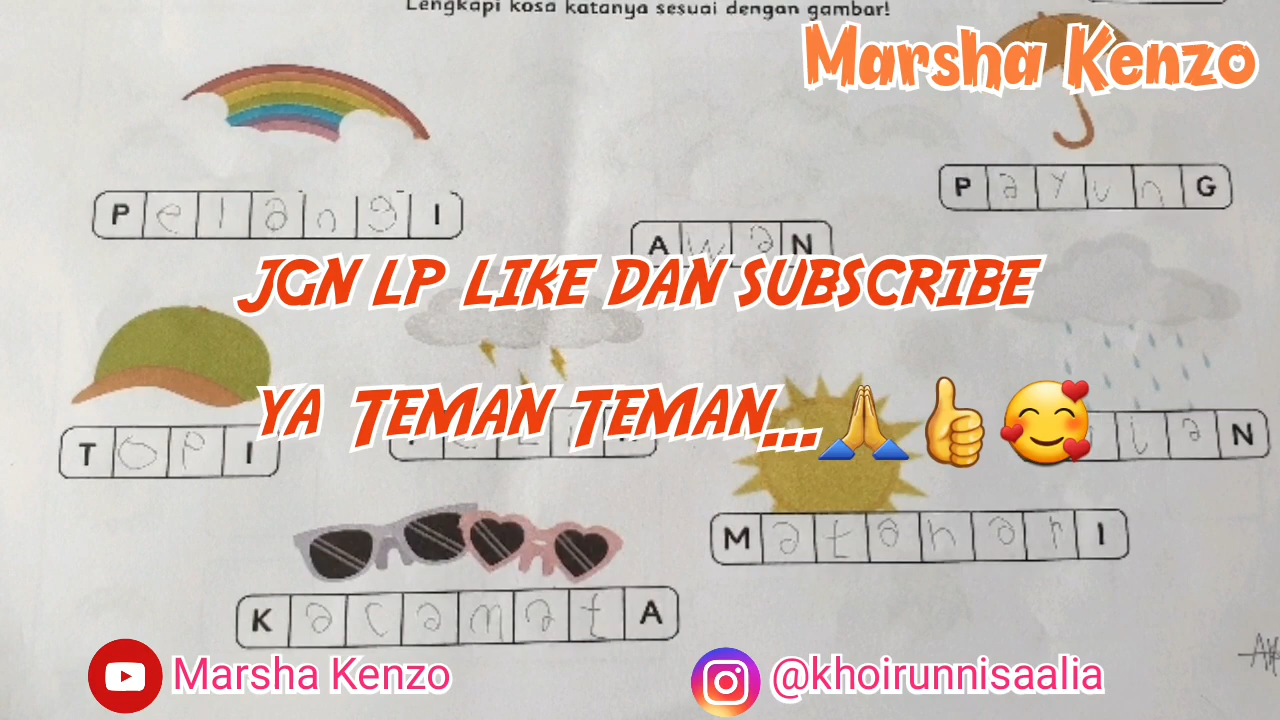 Lengkapi kosa katanya sesuai dengan gambar!
Marsha Kenzo
PelangI
PayunG
AwaN
JGN LP LIKE DAN SUBSCRIBE
YA TEMAN TEMAN...🙏👍🥰
TOPI
MataharI
KacamatA
Marsha Kenzo
@khoirunnisaalia